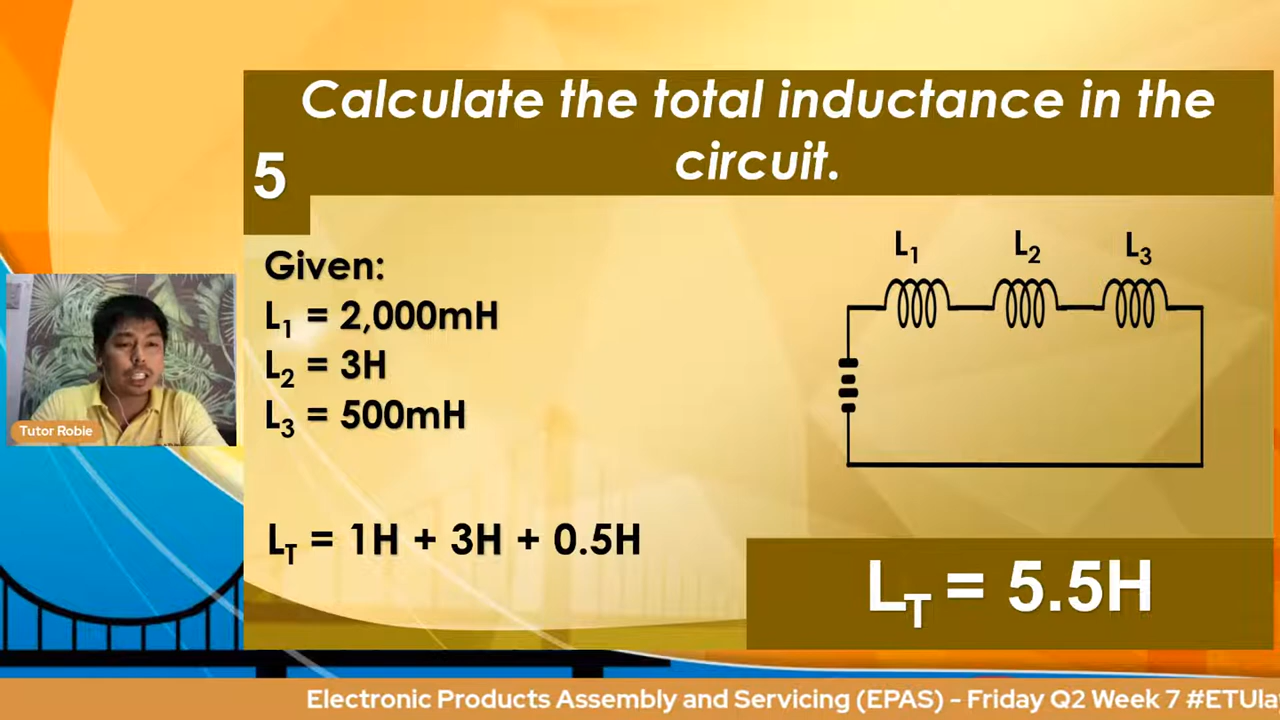 Calculate the total inductance in the
circuit.
5
Given:
L1 = 2,000mH
L2 = 3H
L3 = 500mH
LT = 1H + 3H + 0.5H
L1 L2 L3
LT = 5.5H
Tutor Robie
Electronic Products Assembly and Servicing (EPAS) - Friday Q2 Week 7 #ETUlay